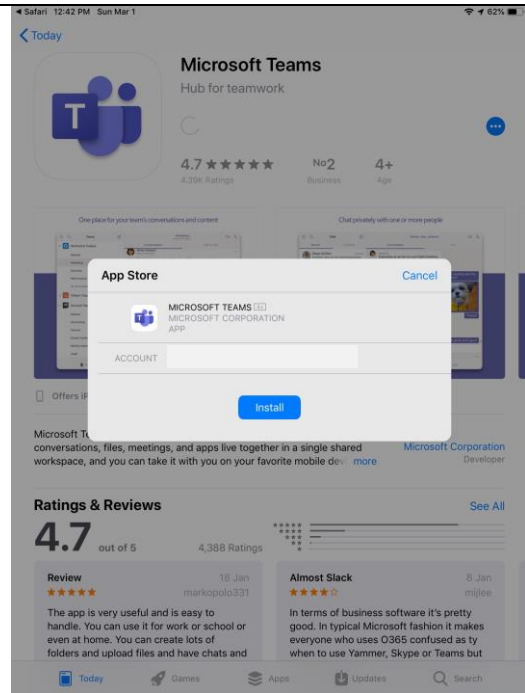 Safari 12:42 PM Sun Mar 1 62%
Today
Microsoft Teams
Hub for teamwork
4.7 ★★★★★ No2 4+
4.39K Ratings Business Age
One place for your team's conversations and content
Chat privately with one or more people
App Store Cancel
MICROSOFT TEAMS 4+
MICROSOFT CORPORATION
APP
ACCOUNT
Install
Offers iP
Microsoft Te
conversations, files, meetings, and apps live together in a single shared
workspace, and you can take it with you on your favorite mobile devi more
Microsoft Corporation
Developer
Ratings & Reviews See All
4.7 out of 5 4,388 Ratings
Review 16 Jan
★★★★★ markopolo331
The app is very useful and is easy to
handle. You can use it for work or school or
even at home. You can create lots of
folders and upload files and have chats and
Almost Slack 8 Jan
★★★★☆ mijlee
In terms of business software it's pretty
good. In typical Microsoft fashion it makes
everyone who uses O365 confused as ty
when to use Yammer, Skype or Teams but
Today Games Apps Updates Search